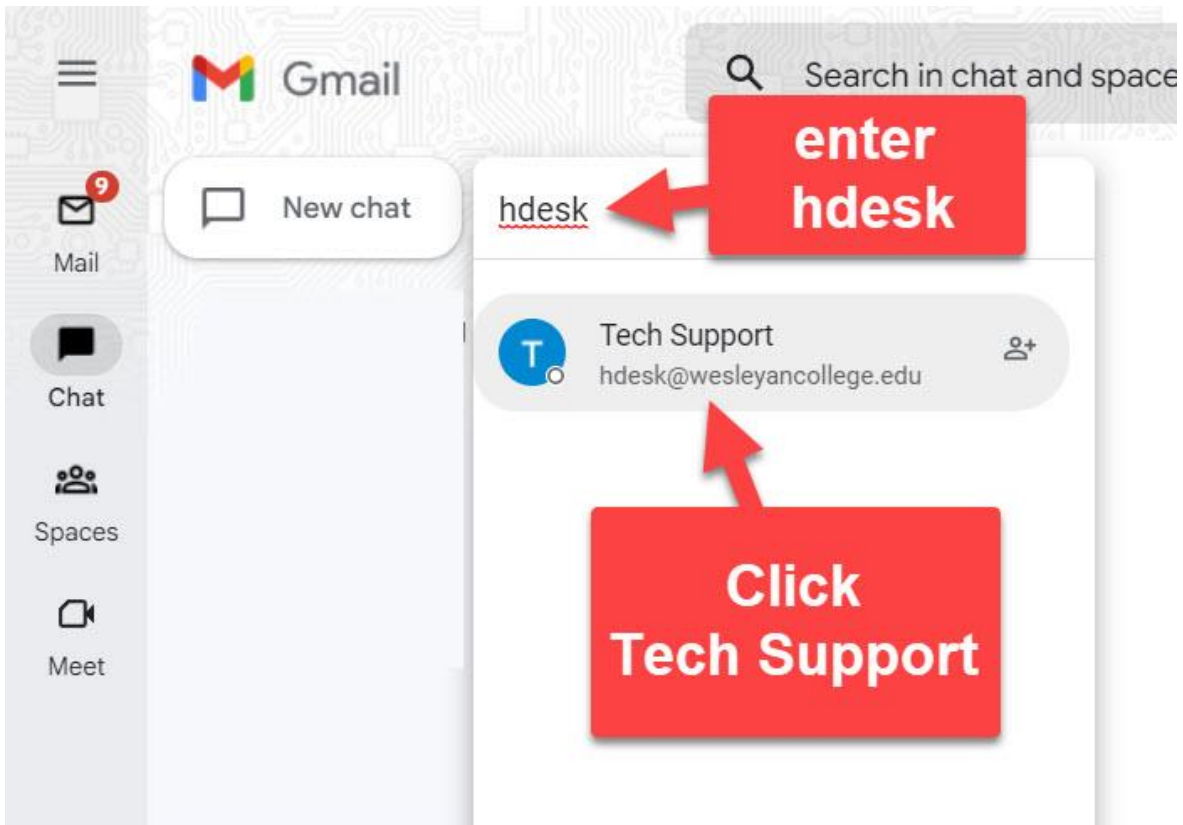 Gmail
Search in chat and space
enter
hdesk
9
Mail
New chat
hdesk
Tech Support
hdesk@wesleyancollege.edu
T
Chat
Spaces
Meet
Click
Tech Support